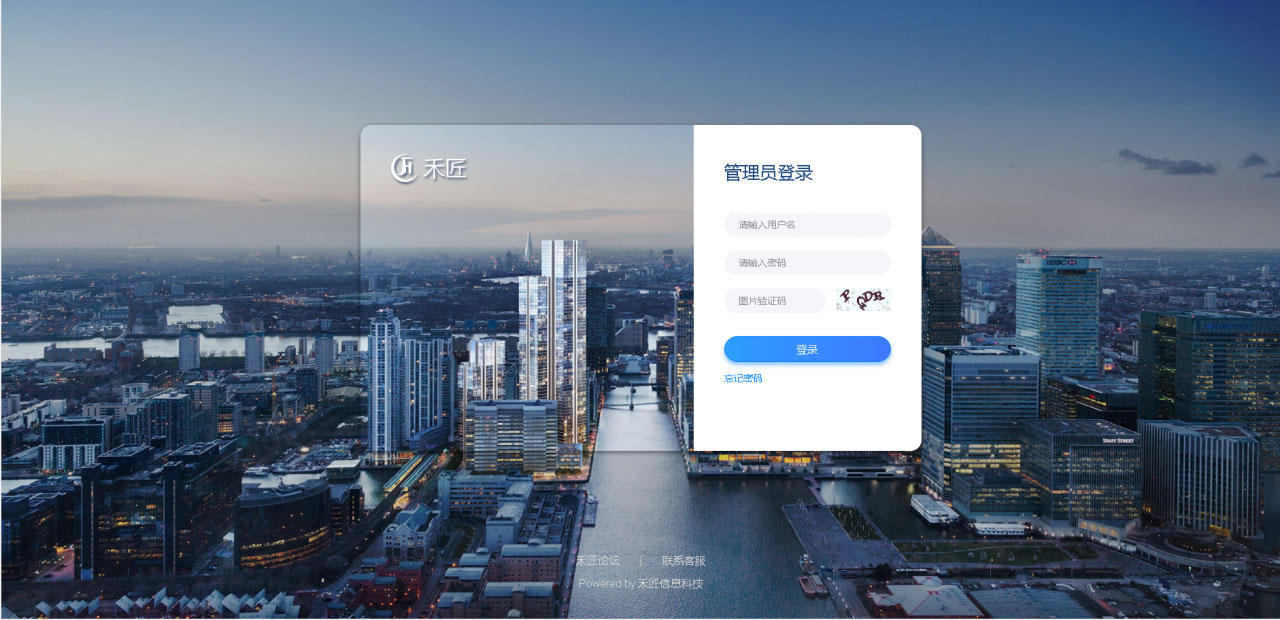 禾匠
管理员登录
请输入用户名
请输入密码
图片验证码
登录
忘记密码
HSBC
STATE STREET
禾匠论坛 | 联系客服
Powered by 禾匠信息科技